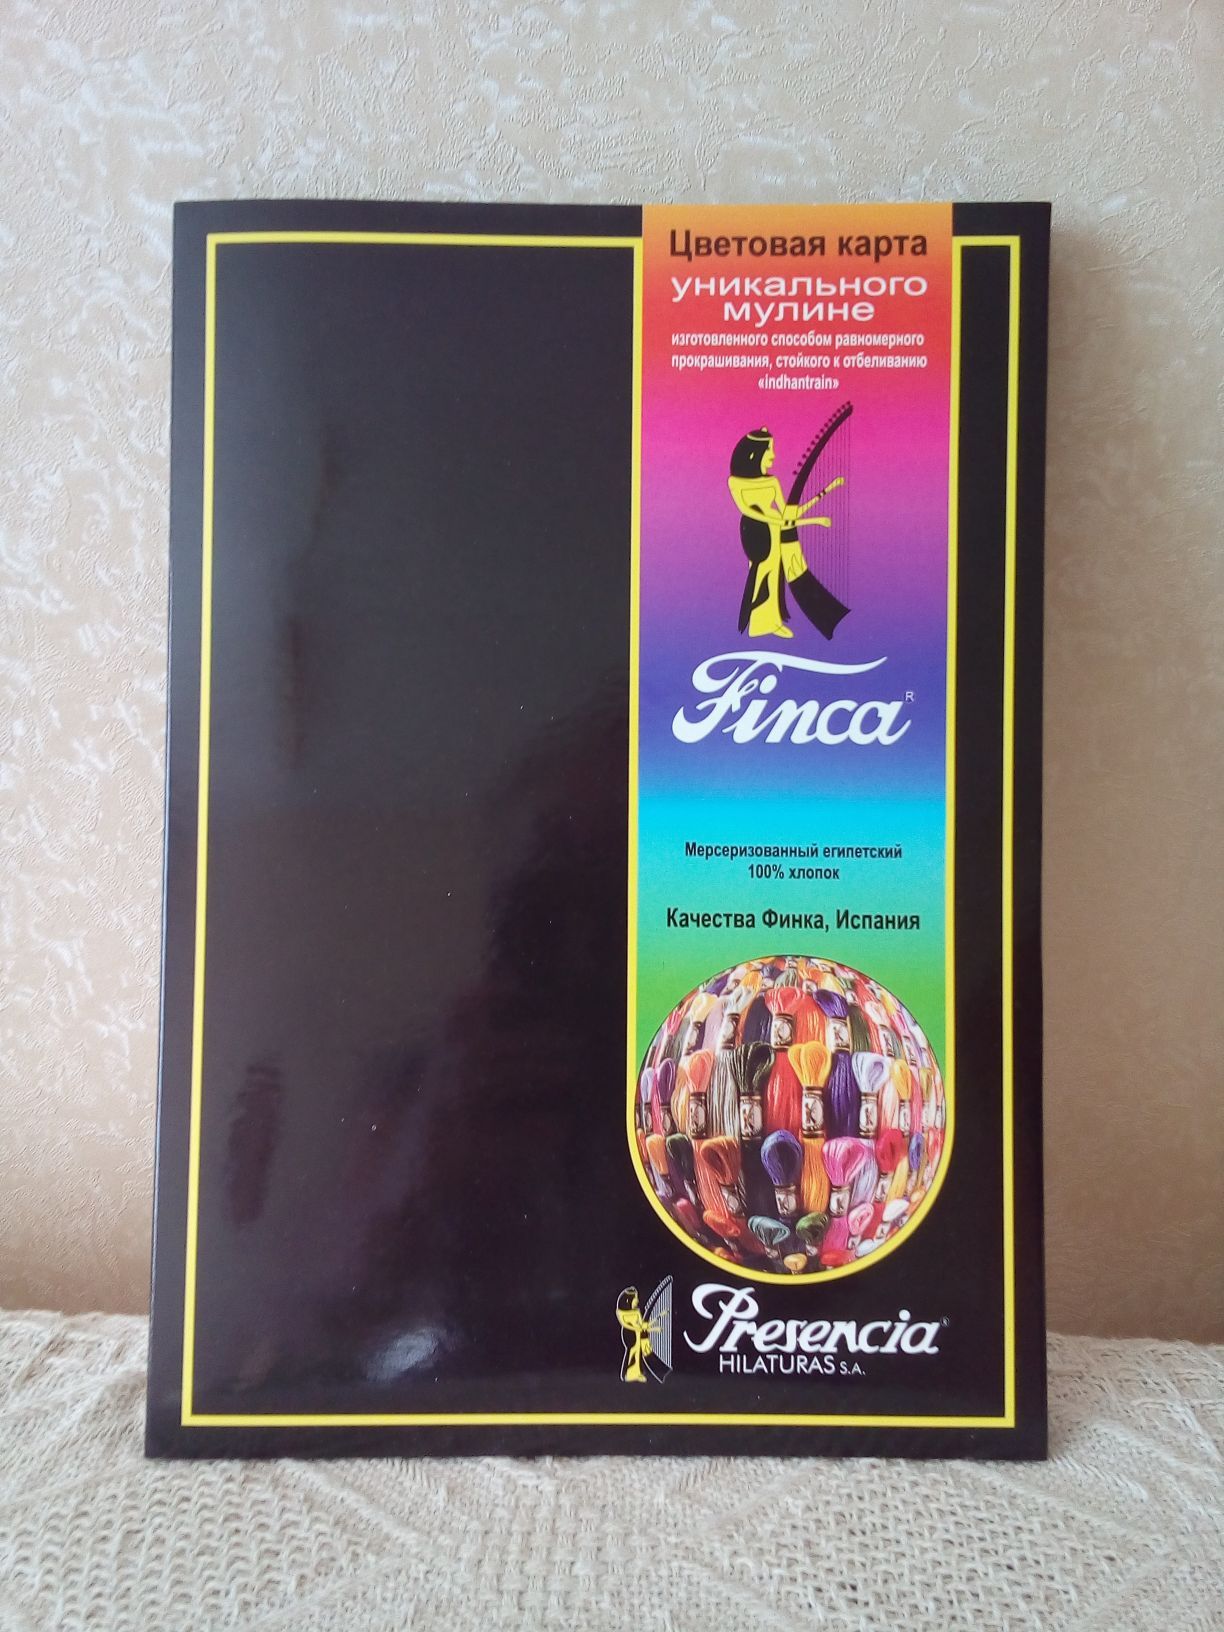 Цветовая карта
уникального
мулине
изготовленного способом равномерного
прокрашивания, стойкого к отбеливанию
«indhantrain»
Finca®
Мерсеризованный египетский
100% хлопок
Качества Финка, Испания
Presencia®
HILATURAS S.A.